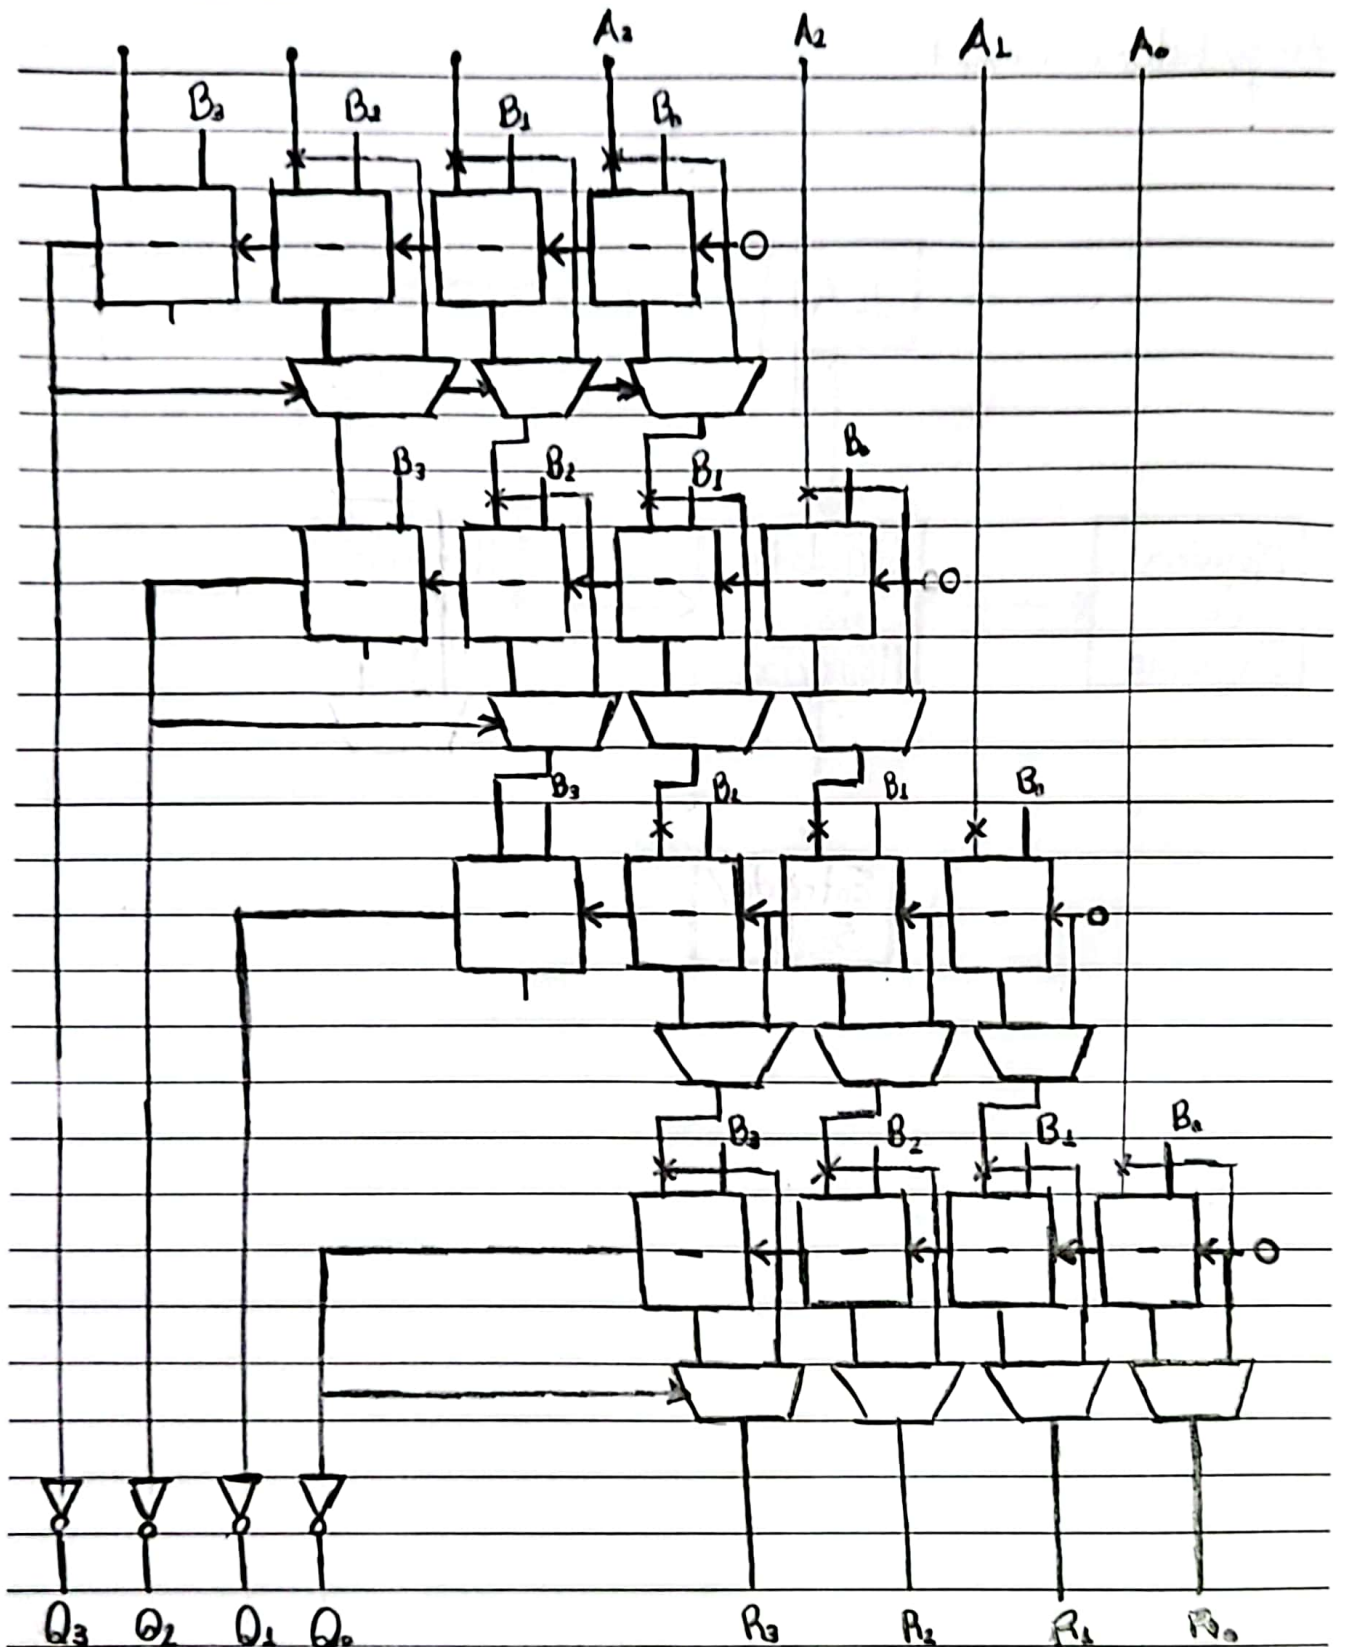 A₃ A₂ A₁ A₀
B₃ B₂ B₁ B₀
- - - - 0
B₀
B₃ B₂ B₁
- - - - 0
B₃ B₂ B₁ B₀
- - - - 0
B₃ B₂ B₁ B₀
- - - - 0
Q₃ Q₂ Q₁ Q₀ R₃ R₂ R₁ R₀